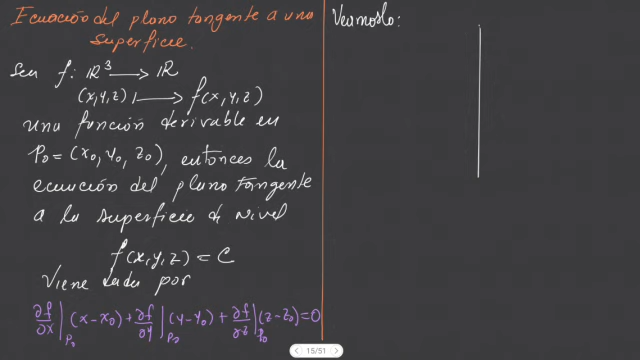 Ecuación del plano tangente a una
superficie.
Sea f: ℝ³ ⟶ ℝ
(x,y,z) ⟼ f(x,y,z)
una función derivable en
P₀ = (x₀, y₀, z₀), entonces la
ecuación del plano tangente
a la superficie de nivel
f(x,y,z) = C
Viene dada por
∂f/∂x|P₀ (x-x₀) + ∂f/∂y|P₀ (y-y₀) + ∂f/∂z|P₀ (z-z₀) = 0
Veamoslo:
15/51